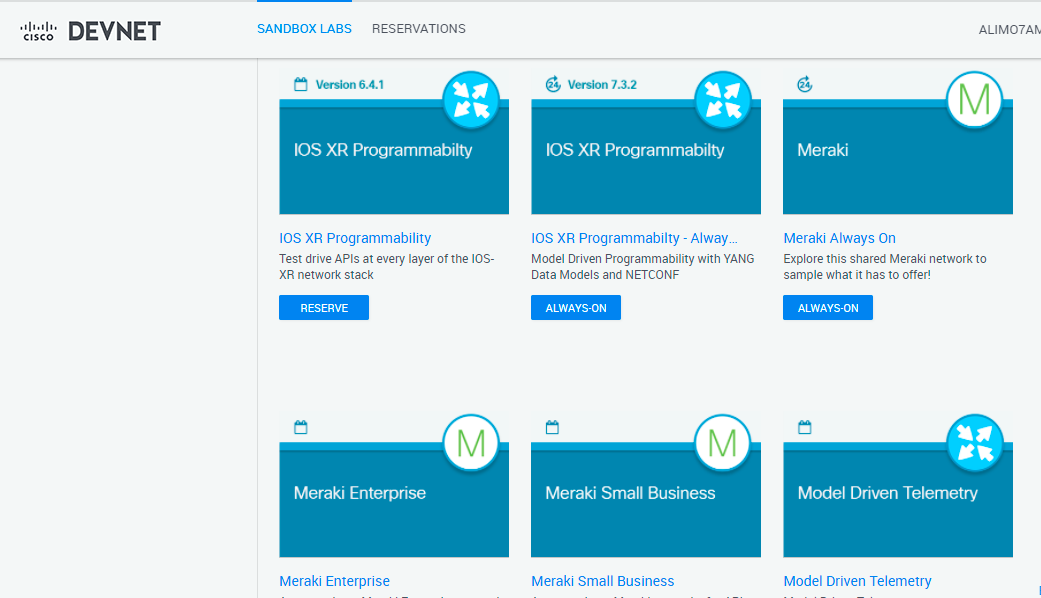 CISCO DEVNET
SANDBOX LABS
RESERVATIONS
ALIMO7AM
Version 6.4.1
24 Version 7.3.2
24
M
IOS XR Programmabilty
IOS XR Programmabilty
Meraki
IOS XR Programmability
Test drive APIs at every layer of the IOS-
XR network stack
RESERVE
IOS XR Programmabilty - Alway...
Model Driven Programmability with YANG
Data Models and NETCONF
ALWAYS-ON
Meraki Always On
Explore this shared Meraki network to
sample what it has to offer!
ALWAYS-ON
M
M
Meraki Enterprise
Meraki Small Business
Model Driven Telemetry
Meraki Enterprise
Meraki Small Business
Model Driven Telemetry